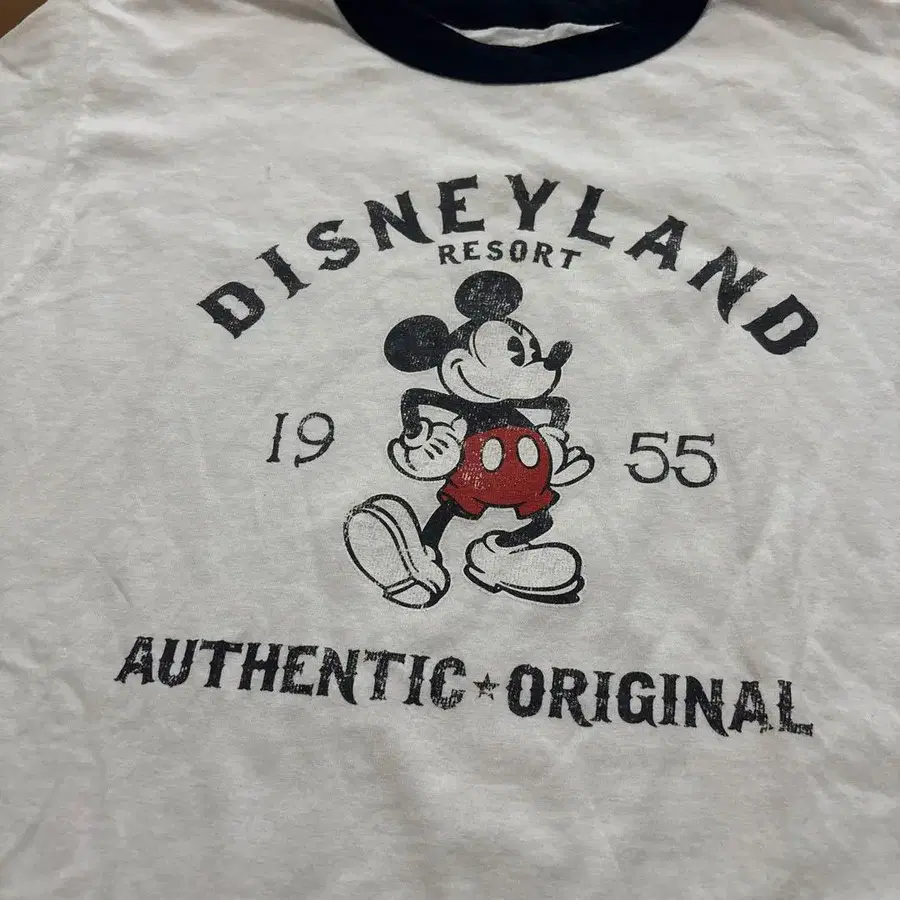 DISNEYLAND
RESORT
19 55
AUTHENTIC★ORIGINAL